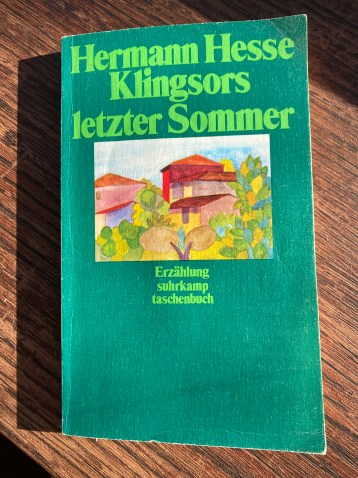 Hermann Hesse
Klingsors
letzter Sommer
Erzählung
suhrkamp
taschenbuch